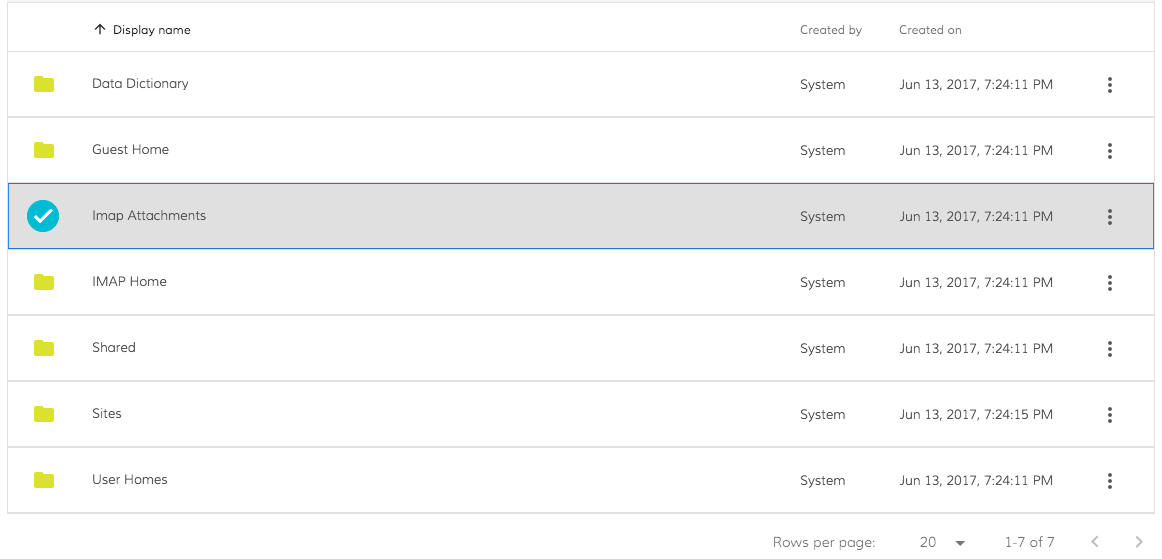 Display name Created by Created on
Data Dictionary System Jun 13, 2017, 7:24:11 PM
Guest Home System Jun 13, 2017, 7:24:11 PM
Imap Attachments System Jun 13, 2017, 7:24:11 PM
IMAP Home System Jun 13, 2017, 7:24:11 PM
Shared System Jun 13, 2017, 7:24:11 PM
Sites System Jun 13, 2017, 7:24:15 PM
User Homes System Jun 13, 2017, 7:24:11 PM
Rows per page: 20 1-7 of 7